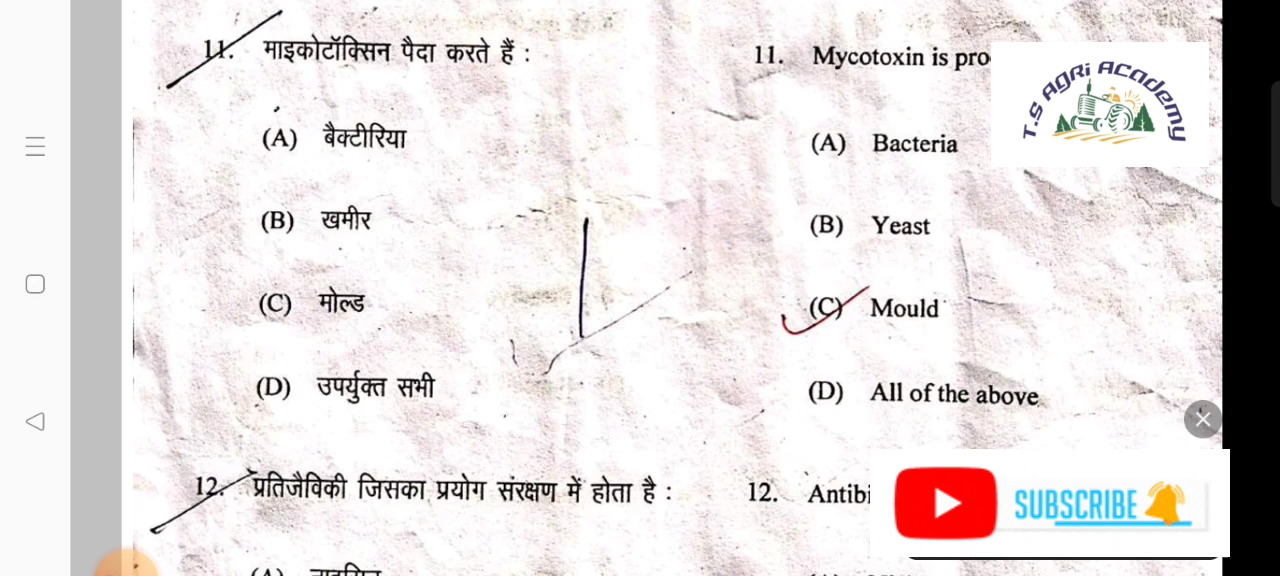 11. माइकोटॉक्सिन पैदा करते हैं :
(A) बैक्टीरिया
(B) खमीर
(C) मोल्ड
(D) उपर्युक्त सभी
12. प्रतिजैविकी जिसका प्रयोग संरक्षण में होता है :
11. Mycotoxin is pro
(A) Bacteria
(B) Yeast
(C) Mould
(D) All of the above
12. Antibi
T.S AGRi ACademy
SUBSCRIBE